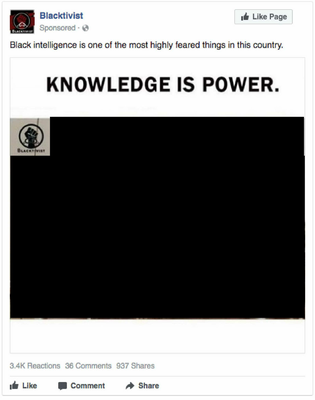 Blacktivist
Sponsored ·
Like Page
Black intelligence is one of the most highly feared things in this country.
KNOWLEDGE IS POWER.
BLACKTIVIST
3.4K Reactions 36 Comments 937 Shares
Like Comment Share